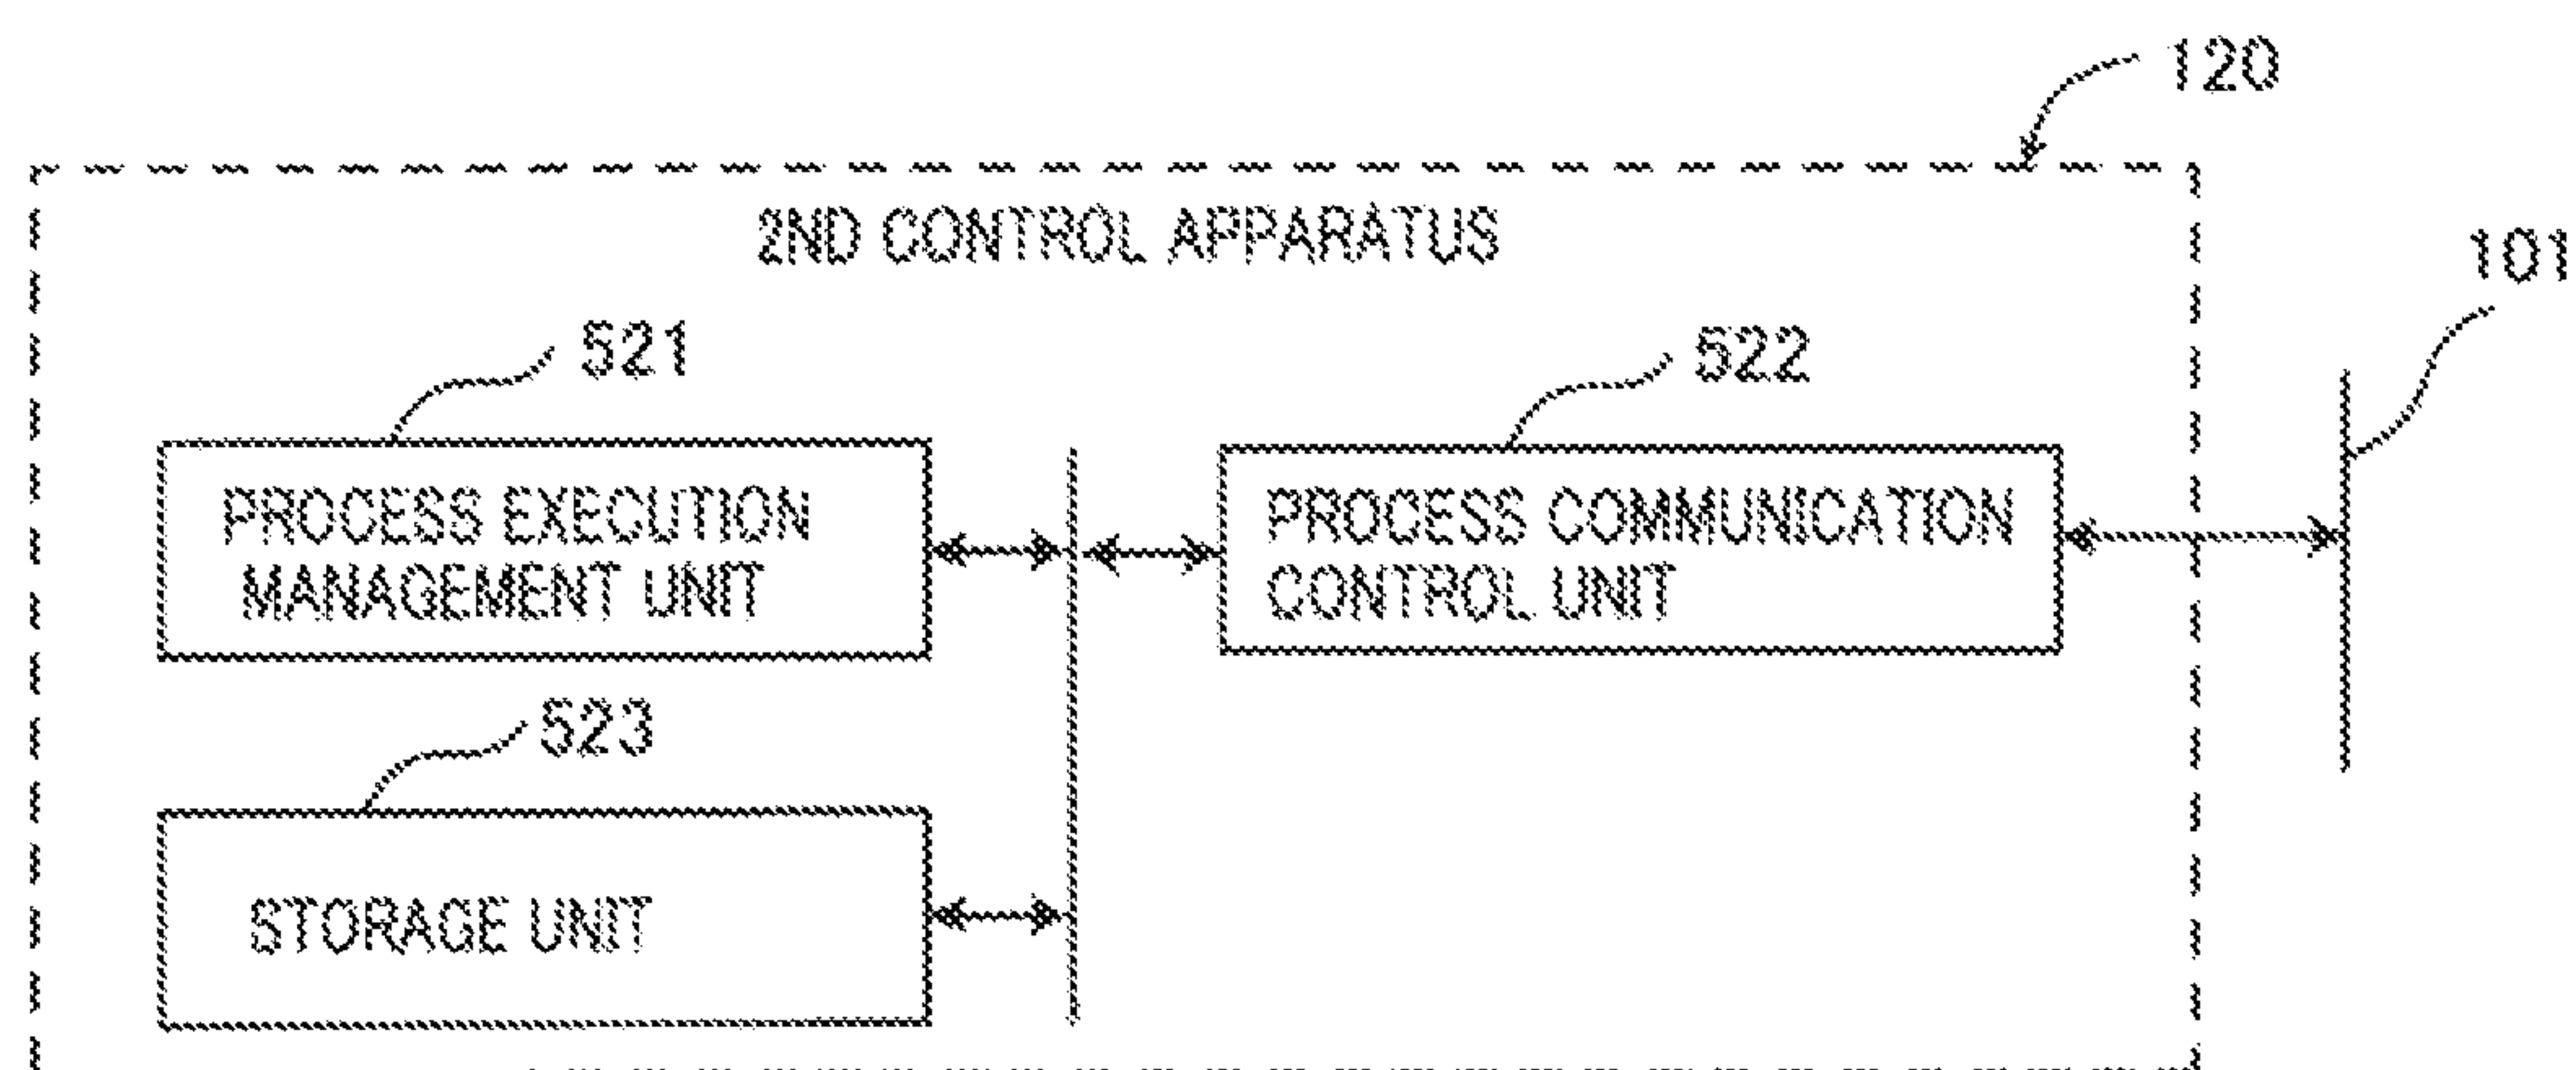 120
2ND CONTROL APPARATUS
101
521
522
PROCESS EXECUTION
MANAGEMENT UNIT
PROCESS COMMUNICATION
CONTROL UNIT
523
STORAGE UNIT